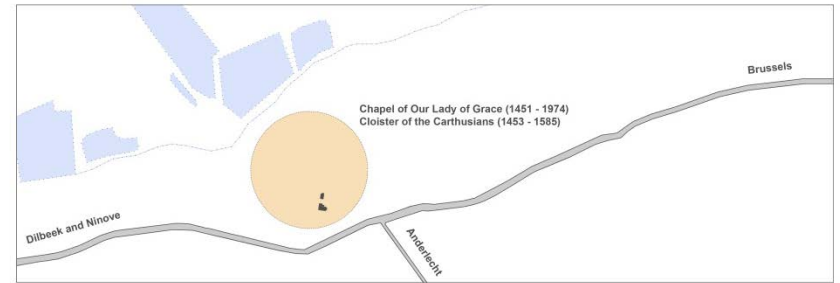 Brussels
Chapel of Our Lady of Grace (1451 - 1974)
Cloister of the Carthusians (1453 - 1585)
Dilbeek and Ninove
Anderlecht